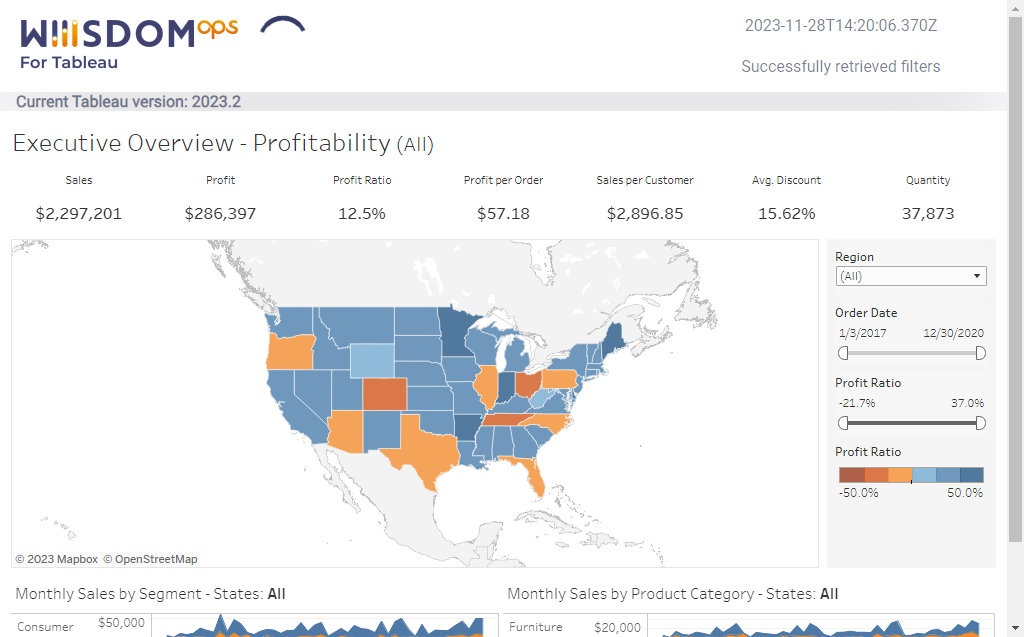 WIIISDOM ops
For Tableau
2023-11-28T14:20:06.370Z
Successfully retrieved filters
Current Tableau version: 2023.2
Executive Overview - Profitability (All)
Sales Profit Profit Ratio Profit per Order Sales per Customer Avg. Discount Quantity
$2,297,201 $286,397 12.5% $57.18 $2,896.85 15.62% 37,873
Region
(All)
Order Date
1/3/2017 12/30/2020
Profit Ratio
-21.7% 37.0%
Profit Ratio
-50.0% 50.0%
© 2023 Mapbox © OpenStreetMap
Monthly Sales by Segment - States: All
Consumer $50,000
Monthly Sales by Product Category - States: All
Furniture $20,000